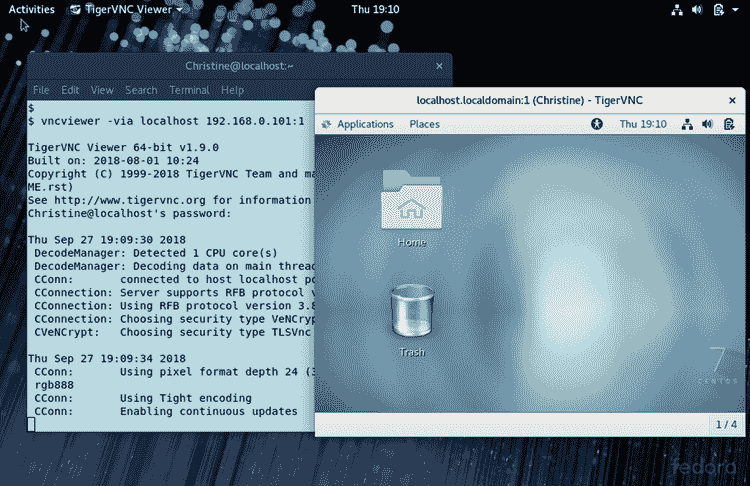 Activities TigerVNC Viewer Thu 19:10
Christine@localhost:~
File Edit View Search Terminal Help
$
$ vncviewer -via localhost 192.168.0.101:1
TigerVNC Viewer 64-bit v1.9.0
Built on: 2018-08-01 10:24
Copyright (C) 1999-2018 TigerVNC Team and ma
ME.rst)
See http://www.tigervnc.org for information
Christine@localhost's password:
Thu Sep 27 19:09:30 2018
DecodeManager: Detected 1 CPU core(s)
DecodeManager: Decoding data on main threa
CConn: connected to host localhost po
CConnection: Server supports RFB protocol v
CConnection: Using RFB protocol version 3.8
CConnection: Choosing security type VeNCryp
CVeNCrypt: Choosing security type TLSVnc
Thu Sep 27 19:09:34 2018
CConn: Using pixel format depth 24 (3
rgb888
CConn: Using Tight encoding
CConn: Enabling continuous updates
localhost.localdomain:1 (Christine) - TigerVNC
Applications Places Thu 19:10
Home
Trash
7
CENTOS
1 / 4
fedora